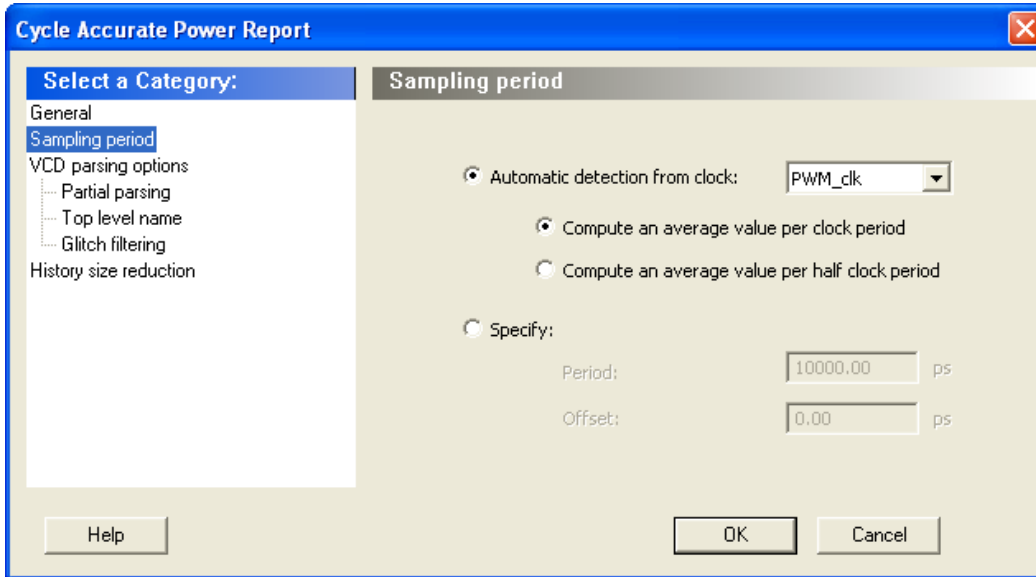 Cycle Accurate Power Report
Select a Category:
General
Sampling period
VCD parsing options
Partial parsing
Top level name
Glitch filtering
History size reduction
Sampling period
Automatic detection from clock: PWM_clk
Compute an average value per clock period
Compute an average value per half clock period
Specify:
Period: 10000.00 ps
Offset: 0.00 ps
Help OK Cancel